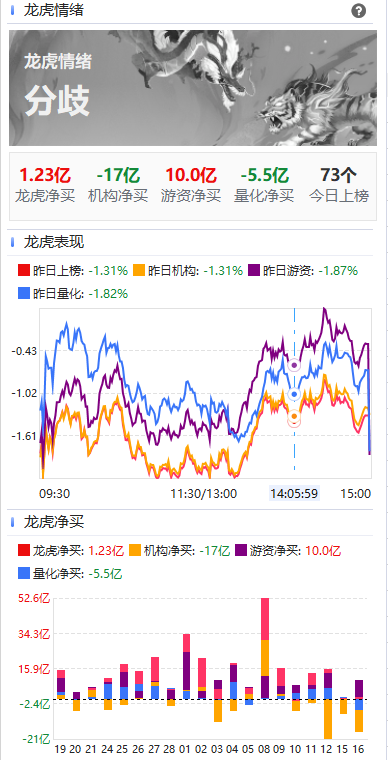 龙虎情绪
?
龙虎情绪
分歧
1.23亿 -17亿 10.0亿 -5.5亿 73个
龙虎净买 机构净买 游资净买 量化净买 今日上榜
龙虎表现
昨日上榜: -1.31% 昨日机构: -1.31% 昨日游资: -1.87%
昨日量化: -1.82%
-0.43
-1.02
-1.61
09:30 11:30/13:00 14:05:59 15:00
龙虎净买
龙虎净买: 1.23亿 机构净买: -17亿 游资净买: 10.0亿
量化净买: -5.5亿
52.6亿
34.3亿
15.9亿
-2.4亿
-21亿
19 20 21 24 25 26 27 28 01 02 03 04 05 08 09 10 11 12 15 16